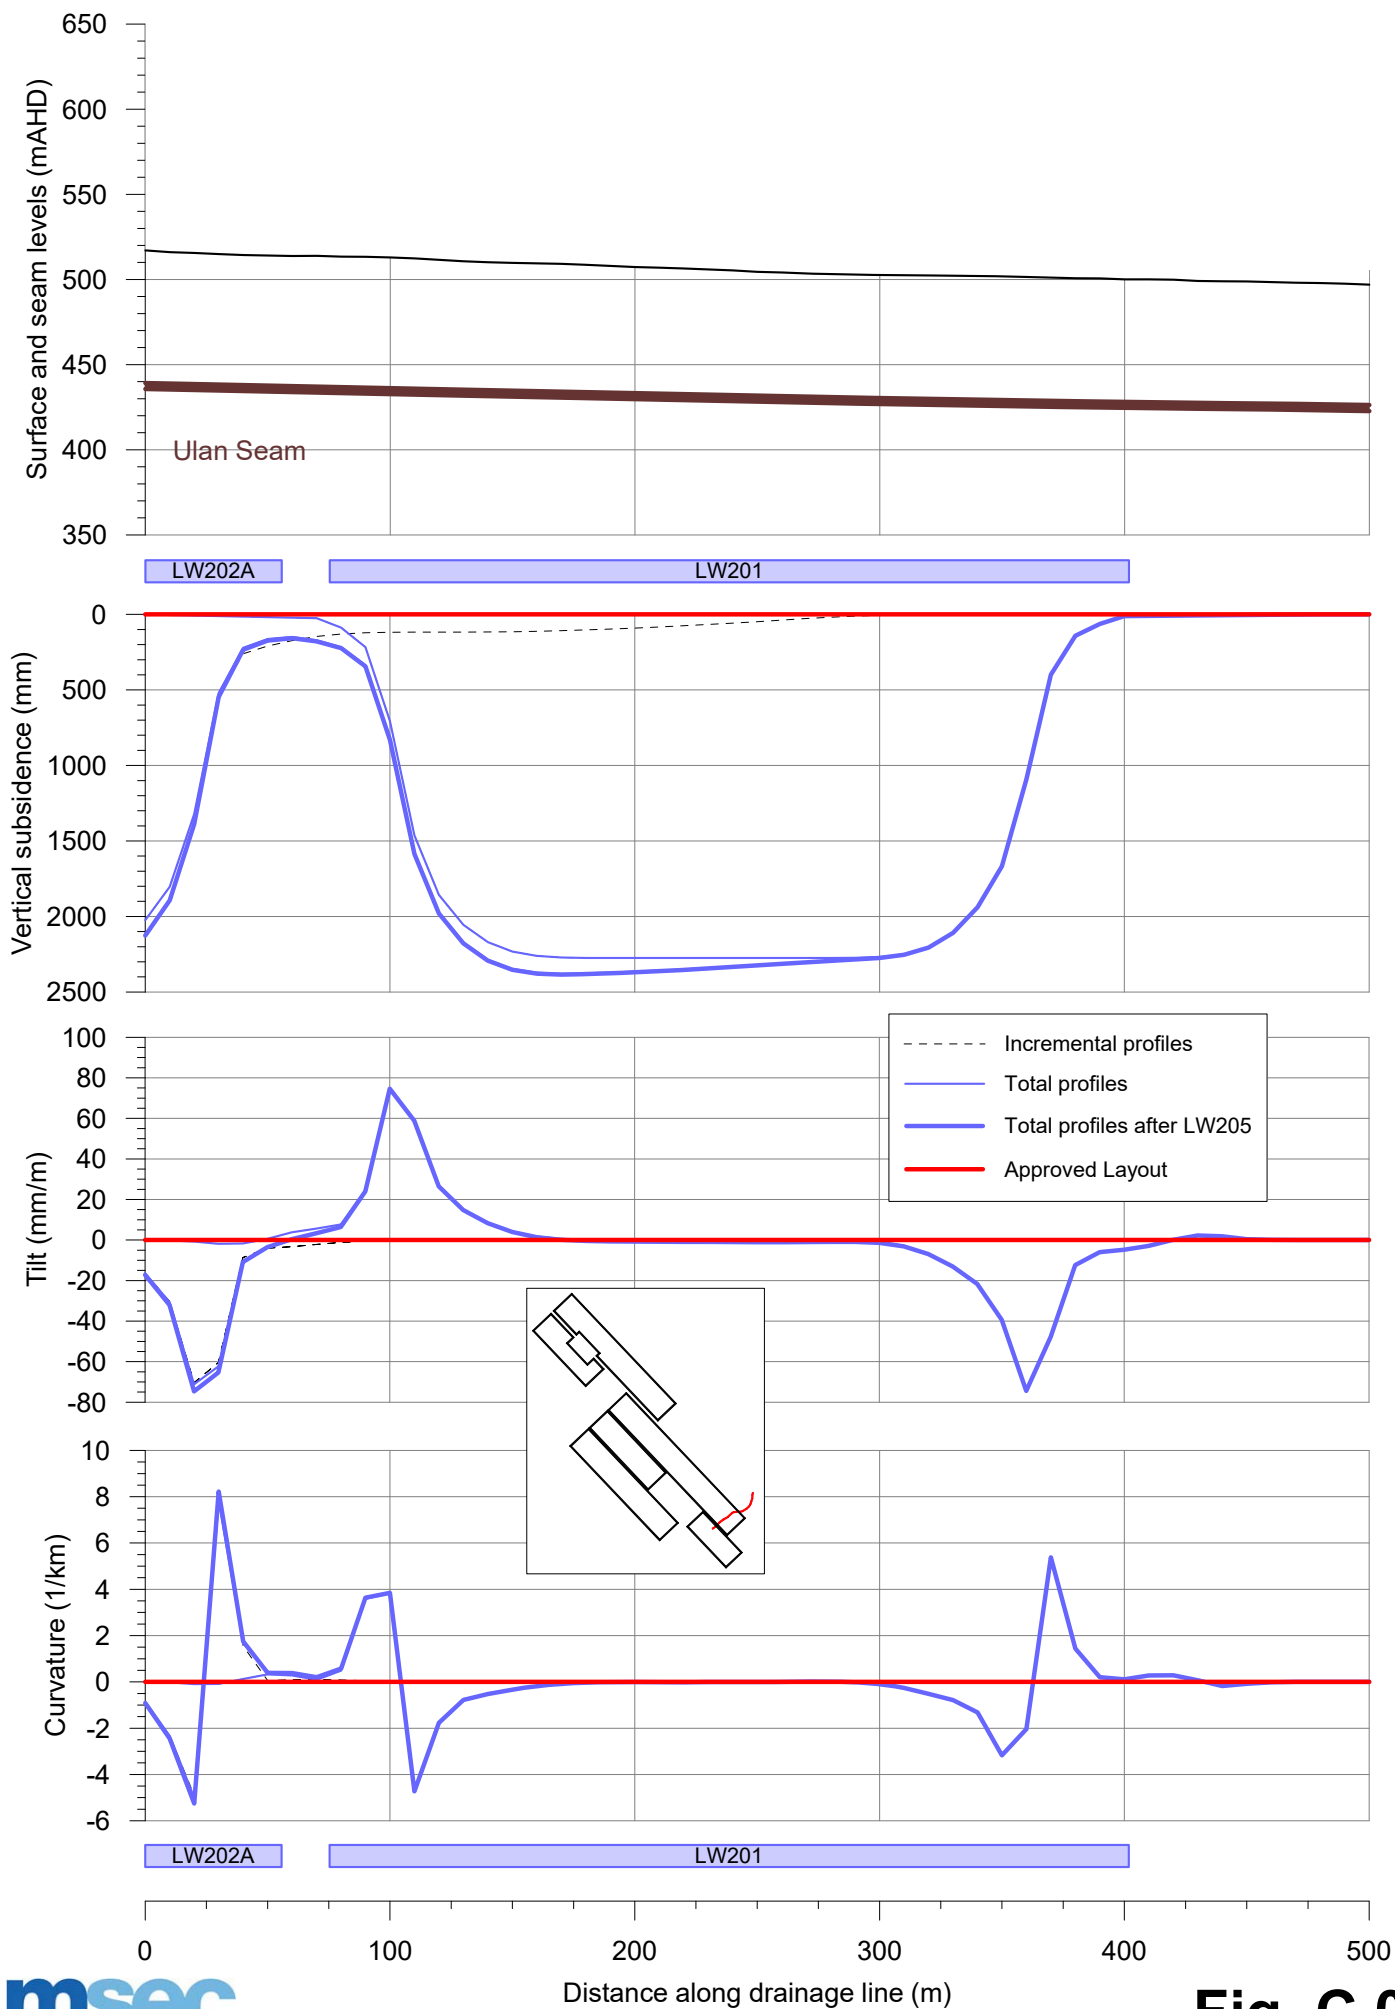 Surface and seam levels (mAHD)
650
600
550
500
450
400
350
Ulan Seam
LW202A LW201
Vertical subsidence (mm)
0
500
1000
1500
2000
2500
Tilt (mm/m)
100
80
60
40
20
0
-20
-40
-60
-80
Incremental profiles
Total profiles
Total profiles after LW205
Approved Layout
Curvature (1/km)
10
8
6
4
2
0
-2
-4
-6
LW202A LW201
0 100 200 300 400 500
Distance along drainage line (m)
msec
Fig. C.0